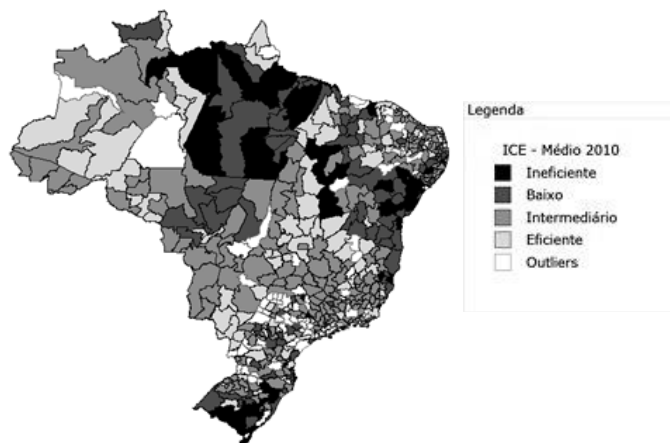 Legenda
ICE - Médio 2010
Ineficiente
Baixo
Intermediário
Eficiente
Outliers